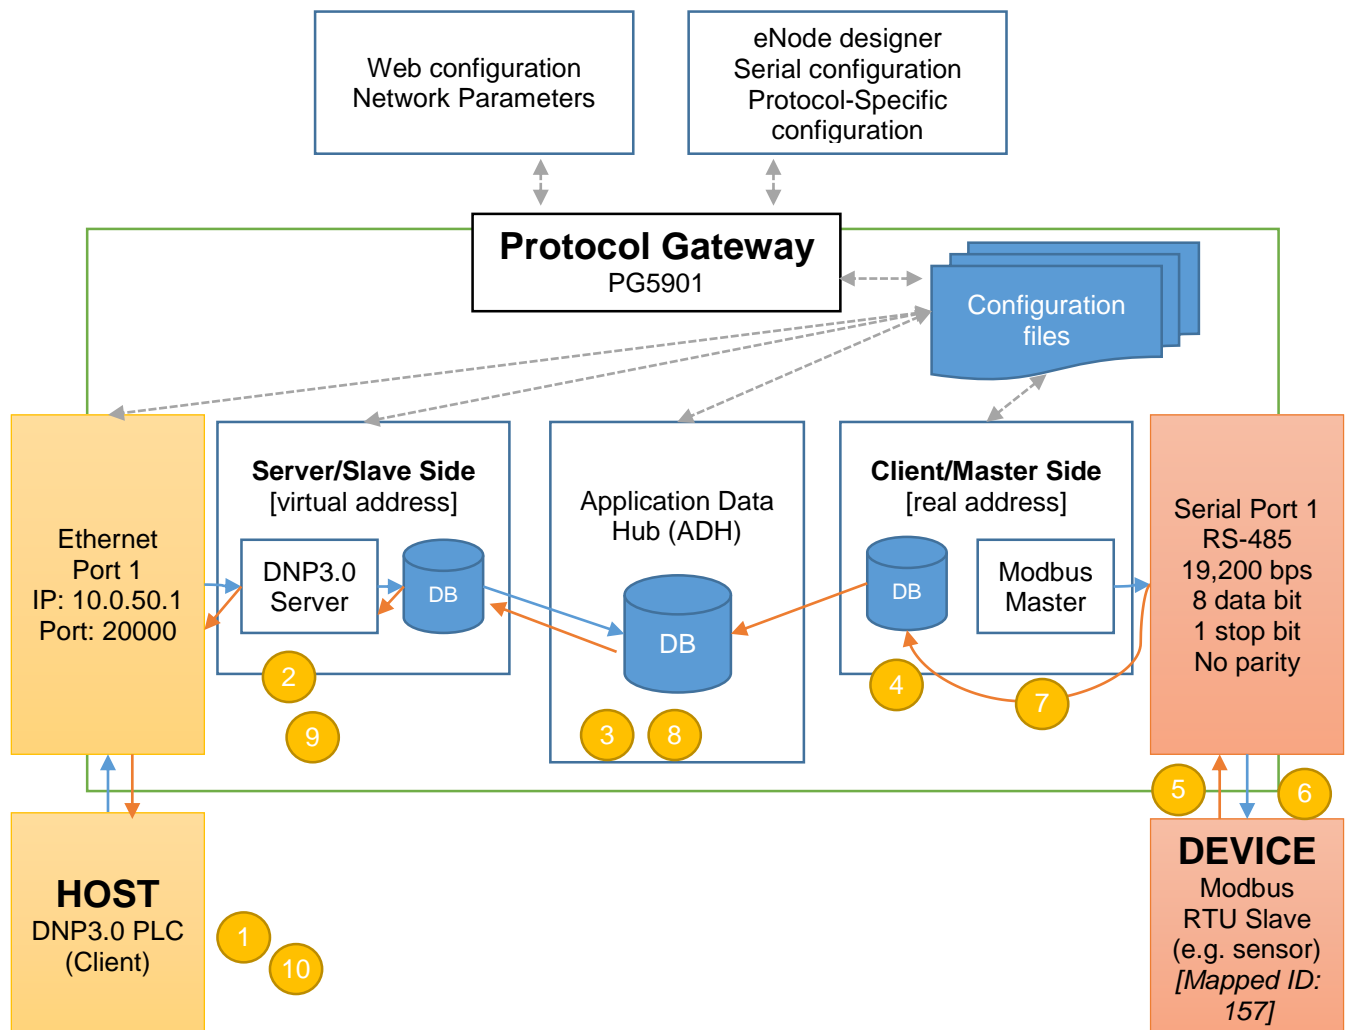 Web configuration
Network Parameters
eNode designer
Serial configuration
Protocol-Specific
configuration
Protocol Gateway
PG5901
Configuration
files
Ethernet
Port 1
IP: 10.0.50.1
Port: 20000
Server/Slave Side
[virtual address]
DNP3.0
Server
DB
2
9
Application Data
Hub (ADH)
DB
3
8
Client/Master Side
[real address]
DB
Modbus
Master
4
7
Serial Port 1
RS-485
19,200 bps
8 data bit
1 stop bit
No parity
5
6
HOST
DNP3.0 PLC
(Client)
1
10
DEVICE
Modbus
RTU Slave
(e.g. sensor)
[Mapped ID:
157]